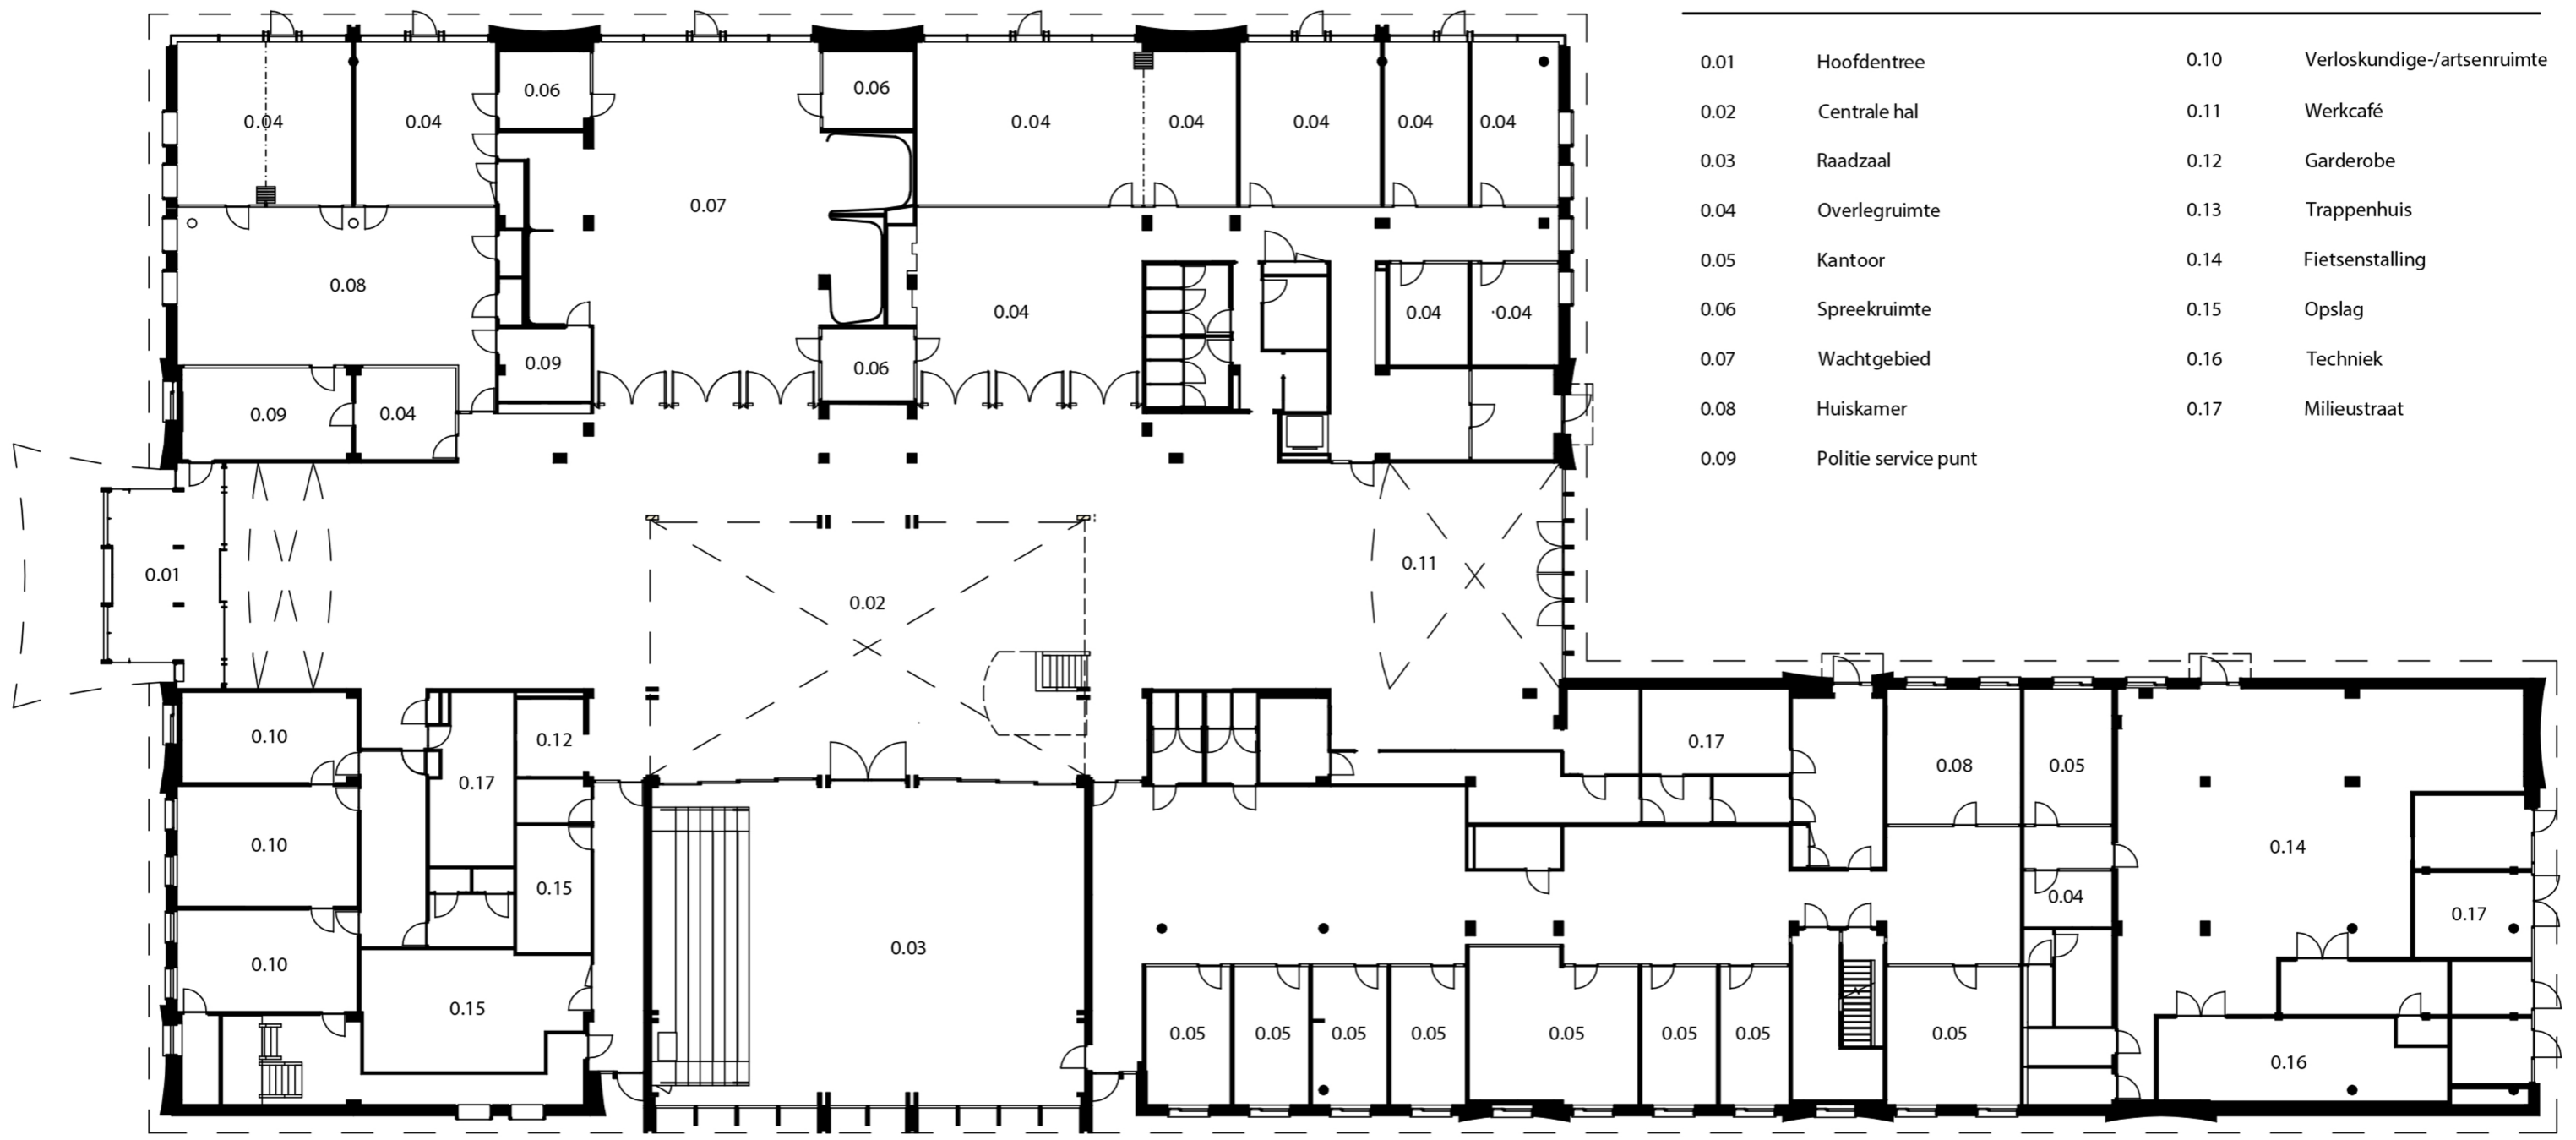 0.01 Hoofdentree 0.10 Verloskundige-/artsenruimte
0.02 Centrale hal 0.11 Werkcafé
0.03 Raadzaal 0.12 Garderobe
0.04 Overlegruimte 0.13 Trappenhuis
0.05 Kantoor 0.14 Fietsenstalling
0.06 Spreekruimte 0.15 Opslag
0.07 Wachtgebied 0.16 Techniek
0.08 Huiskamer 0.17 Milieustraat
0.09 Politie service punt
0.06 0.06
0.04 0.04 0.04 0.04 0.04 0.04 0.04
0.07
0.08 0.04 0.04 0.04
0.09 0.06
0.09 0.04
0.01 0.11
0.02
0.10 0.12 0.17
0.17 0.08 0.05
0.10 0.14
0.15 0.04
0.17
0.10 0.03
0.15
0.05 0.05 0.05 0.05 0.05 0.05 0.05 0.05
0.16